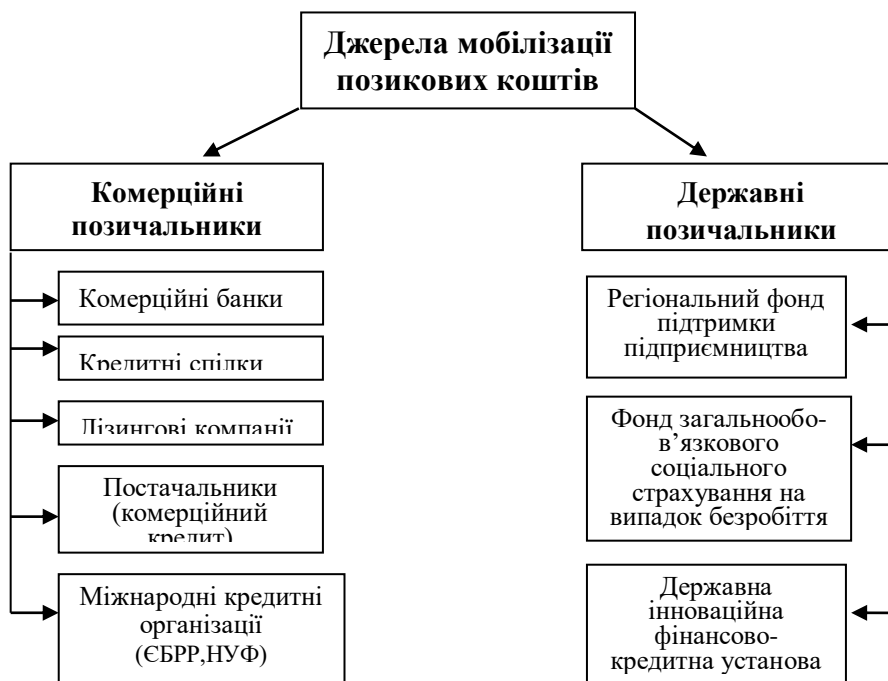 Джерела мобілізації
позикових коштів
Комерційні
позичальники
Комерційні банки
Кредитні спілки
Лізингові компанії
Постачальники
(комерційний
кредит)
Міжнародні кредитні
організації
(ЄБРР,НУФ)
Державні
позичальники
Регіональний фонд
підтримки
підприємництва
Фонд загальнообо-
в’язкового
соціального
страхування на
випадок безробіття
Державна
інноваційна
фінансово-
кредитна установа